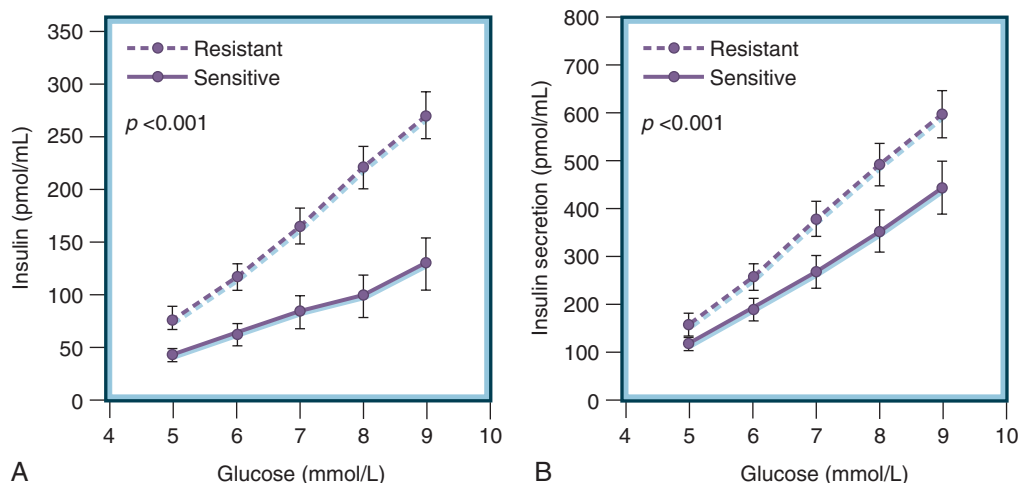 350
300
250
200
150
100
50
0
Insulin (pmol/mL)
Resistant
Sensitive
p <0.001
4 5 6 7 8 9 10
A
Glucose (mmol/L)
800
700
600
500
400
300
200
100
0
Insulin secretion (pmol/mL)
Resistant
Sensitive
p <0.001
4 5 6 7 8 9 10
B
Glucose (mmol/L)